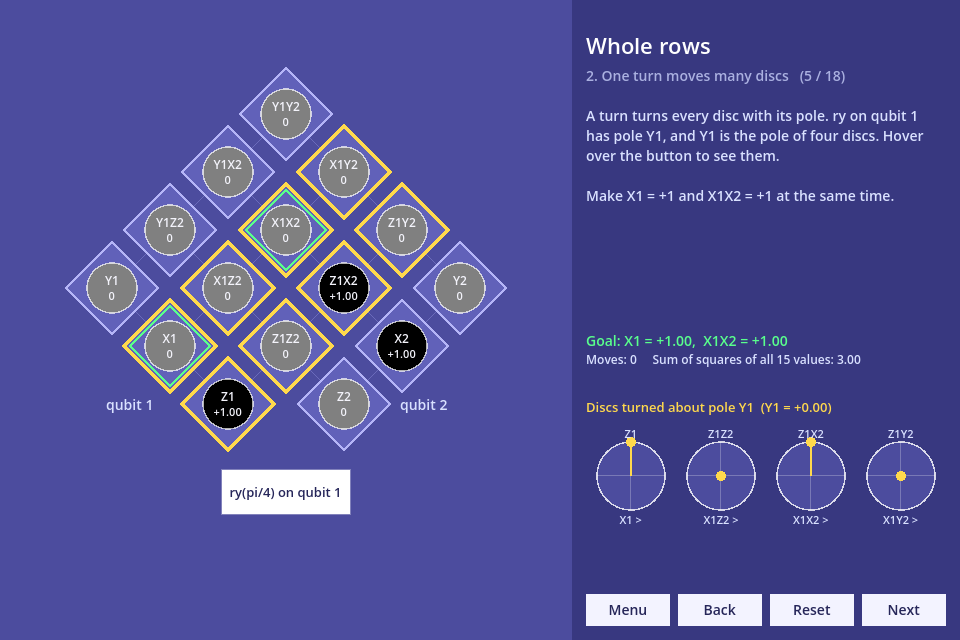 Whole rows
2. One turn moves many discs (5 / 18)
A turn turns every disc with its pole. ry on qubit 1
has pole Y1, and Y1 is the pole of four discs. Hover
over the button to see them.
Make X1 = +1 and X1X2 = +1 at the same time.
Goal: X1 = +1.00, X1X2 = +1.00
Moves: 0 Sum of squares of all 15 values: 3.00
Discs turned about pole Y1 (Y1 = +0.00)
Z1 Z1Z2 Z1X2 Z1Y2
X1 > X1Z2 > X1X2 > X1Y2 >
Menu Back Reset Next
Y1Y2
0
Y1X2
0
X1Y2
0
Y1Z2
0
X1X2
0
Z1Y2
0
Y1
0
X1Z2
0
Z1X2
+1.00
Y2
0
X1
0
Z1Z2
0
X2
+1.00
Z1
+1.00
Z2
0
qubit 1
qubit 2
ry(pi/4) on qubit 1